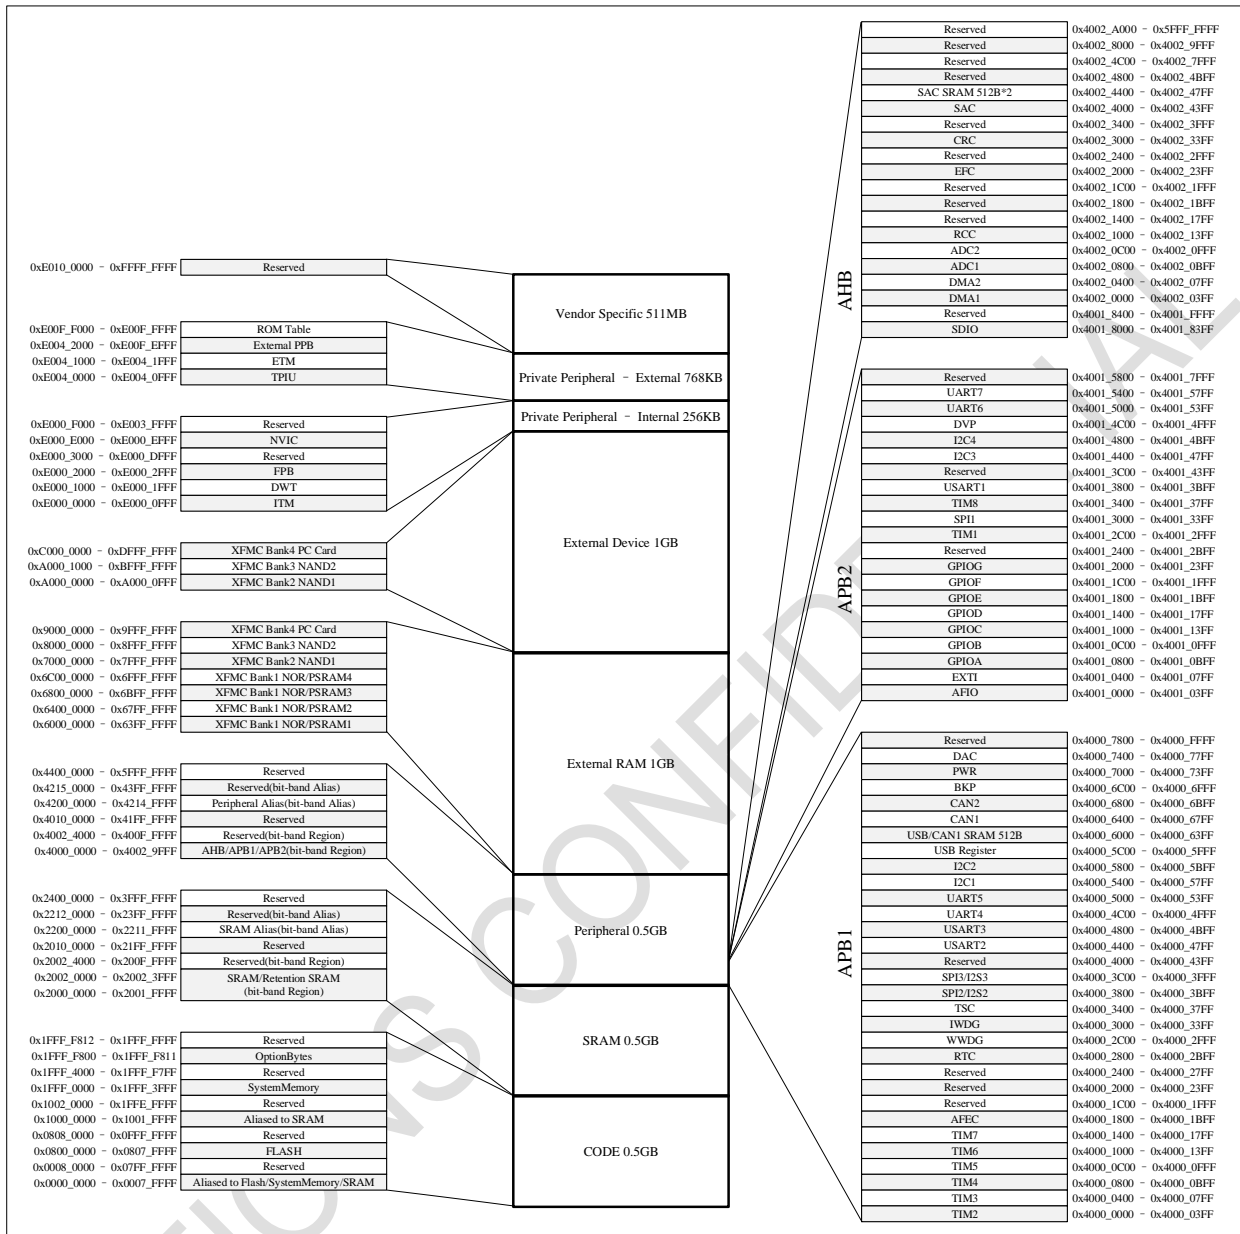 0xE010_0000 - 0xFFFF_FFFF Reserved
0xE00F_F000 - 0xE00F_FFFF ROM Table
0xE004_2000 - 0xE00F_EFFF External PPB
0xE004_1000 - 0xE004_1FFF ETM
0xE004_0000 - 0xE004_0FFF TPIU
0xE000_F000 - 0xE003_FFFF Reserved
0xE000_E000 - 0xE000_EFFF NVIC
0xE000_3000 - 0xE000_DFFF Reserved
0xE000_2000 - 0xE000_2FFF FPB
0xE000_1000 - 0xE000_1FFF DWT
0xE000_0000 - 0xE000_0FFF ITM
0xC000_0000 - 0xDFFF_FFFF XFMC Bank4 PC Card
0xA000_1000 - 0xBFFF_FFFF XFMC Bank3 NAND2
0xA000_0000 - 0xA000_0FFF XFMC Bank2 NAND1
0x9000_0000 - 0x9FFF_FFFF XFMC Bank4 PC Card
0x8000_0000 - 0x8FFF_FFFF XFMC Bank3 NAND2
0x7000_0000 - 0x7FFF_FFFF XFMC Bank2 NAND1
0x6C00_0000 - 0x6FFF_FFFF XFMC Bank1 NOR/PSRAM4
0x6800_0000 - 0x6BFF_FFFF XFMC Bank1 NOR/PSRAM3
0x6400_0000 - 0x67FF_FFFF XFMC Bank1 NOR/PSRAM2
0x6000_0000 - 0x63FF_FFFF XFMC Bank1 NOR/PSRAM1
0x4400_0000 - 0x5FFF_FFFF Reserved
0x4215_0000 - 0x43FF_FFFF Reserved(bit-band Alias)
0x4200_0000 - 0x4214_FFFF Peripheral Alias(bit-band Alias)
0x4010_0000 - 0x41FF_FFFF Reserved
0x4002_4000 - 0x400F_FFFF Reserved(bit-band Region)
0x4000_0000 - 0x4002_9FFF AHB/APB1/APB2(bit-band Region)
0x2400_0000 - 0x3FFF_FFFF Reserved
0x2212_0000 - 0x23FF_FFFF Reserved(bit-band Alias)
0x2200_0000 - 0x2211_FFFF SRAM Alias(bit-band Alias)
0x2010_0000 - 0x21FF_FFFF Reserved
0x2002_4000 - 0x200F_FFFF Reserved(bit-band Region)
0x2002_0000 - 0x2002_3FFF SRAM/Retention SRAM
0x2000_0000 - 0x2001_FFFF (bit-band Region)
0x1FFF_F812 - 0x1FFF_FFFF Reserved
0x1FFF_F800 - 0x1FFF_F811 OptionBytes
0x1FFF_4000 - 0x1FFF_F7FF Reserved
0x1FFF_0000 - 0x1FFF_3FFF SystemMemory
0x1002_0000 - 0x1FFE_FFFF Reserved
0x1000_0000 - 0x1001_FFFF Aliased to SRAM
0x0808_0000 - 0x0FFF_FFFF Reserved
0x0800_0000 - 0x0807_FFFF FLASH
0x0008_0000 - 0x07FF_FFFF Reserved
0x0000_0000 - 0x0007_FFFF Aliased to Flash/SystemMemory/SRAM
Vendor Specific 511MB
Private Peripheral - External 768KB
Private Peripheral - Internal 256KB
External Device 1GB
External RAM 1GB
Peripheral 0.5GB
SRAM 0.5GB
CODE 0.5GB
AHB
Reserved 0x4002_A000 - 0x5FFF_FFFF
Reserved 0x4002_8000 - 0x4002_9FFF
Reserved 0x4002_4C00 - 0x4002_7FFF
Reserved 0x4002_4800 - 0x4002_4BFF
SAC SRAM 512B*2 0x4002_4400 - 0x4002_47FF
SAC 0x4002_4000 - 0x4002_43FF
Reserved 0x4002_3400 - 0x4002_3FFF
CRC 0x4002_3000 - 0x4002_33FF
Reserved 0x4002_2400 - 0x4002_2FFF
EFC 0x4002_2000 - 0x4002_23FF
Reserved 0x4002_1C00 - 0x4002_1FFF
Reserved 0x4002_1800 - 0x4002_1BFF
Reserved 0x4002_1400 - 0x4002_17FF
RCC 0x4002_1000 - 0x4002_13FF
ADC2 0x4002_0C00 - 0x4002_0FFF
ADC1 0x4002_0800 - 0x4002_0BFF
DMA2 0x4002_0400 - 0x4002_07FF
DMA1 0x4002_0000 - 0x4002_03FF
Reserved 0x4001_8400 - 0x4001_FFFF
SDIO 0x4001_8000 - 0x4001_83FF
APB2
Reserved 0x4001_5800 - 0x4001_7FFF
UART7 0x4001_5400 - 0x4001_57FF
UART6 0x4001_5000 - 0x4001_53FF
DVP 0x4001_4C00 - 0x4001_4FFF
I2C4 0x4001_4800 - 0x4001_4BFF
I2C3 0x4001_4400 - 0x4001_47FF
Reserved 0x4001_3C00 - 0x4001_43FF
USART1 0x4001_3800 - 0x4001_3BFF
TIM8 0x4001_3400 - 0x4001_37FF
SPI1 0x4001_3000 - 0x4001_33FF
TIM1 0x4001_2C00 - 0x4001_2FFF
Reserved 0x4001_2400 - 0x4001_2BFF
GPIOG 0x4001_2000 - 0x4001_23FF
GPIOF 0x4001_1C00 - 0x4001_1FFF
GPIOE 0x4001_1800 - 0x4001_1BFF
GPIOD 0x4001_1400 - 0x4001_17FF
GPIOC 0x4001_1000 - 0x4001_13FF
GPIOB 0x4001_0C00 - 0x4001_0FFF
GPIOA 0x4001_0800 - 0x4001_0BFF
EXTI 0x4001_0400 - 0x4001_07FF
AFIO 0x4001_0000 - 0x4001_03FF
APB1
Reserved 0x4000_7800 - 0x4000_FFFF
DAC 0x4000_7400 - 0x4000_77FF
PWR 0x4000_7000 - 0x4000_73FF
BKP 0x4000_6C00 - 0x4000_6FFF
CAN2 0x4000_6800 - 0x4000_6BFF
CAN1 0x4000_6400 - 0x4000_67FF
USB/CAN1 SRAM 512B 0x4000_6000 - 0x4000_63FF
USB Register 0x4000_5C00 - 0x4000_5FFF
I2C2 0x4000_5800 - 0x4000_5BFF
I2C1 0x4000_5400 - 0x4000_57FF
UART5 0x4000_5000 - 0x4000_53FF
UART4 0x4000_4C00 - 0x4000_4FFF
USART3 0x4000_4800 - 0x4000_4BFF
USART2 0x4000_4400 - 0x4000_47FF
Reserved 0x4000_4000 - 0x4000_43FF
SPI3/I2S3 0x4000_3C00 - 0x4000_3FFF
SPI2/I2S2 0x4000_3800 - 0x4000_3BFF
TSC 0x4000_3400 - 0x4000_37FF
IWDG 0x4000_3000 - 0x4000_33FF
WWDG 0x4000_2C00 - 0x4000_2FFF
RTC 0x4000_2800 - 0x4000_2BFF
Reserved 0x4000_2400 - 0x4000_27FF
Reserved 0x4000_2000 - 0x4000_23FF
Reserved 0x4000_1C00 - 0x4000_1FFF
AFEC 0x4000_1800 - 0x4000_1BFF
TIM7 0x4000_1400 - 0x4000_17FF
TIM6 0x4000_1000 - 0x4000_13FF
TIM5 0x4000_0C00 - 0x4000_0FFF
TIM4 0x4000_0800 - 0x4000_0BFF
TIM3 0x4000_0400 - 0x4000_07FF
TIM2 0x4000_0000 - 0x4000_03FF